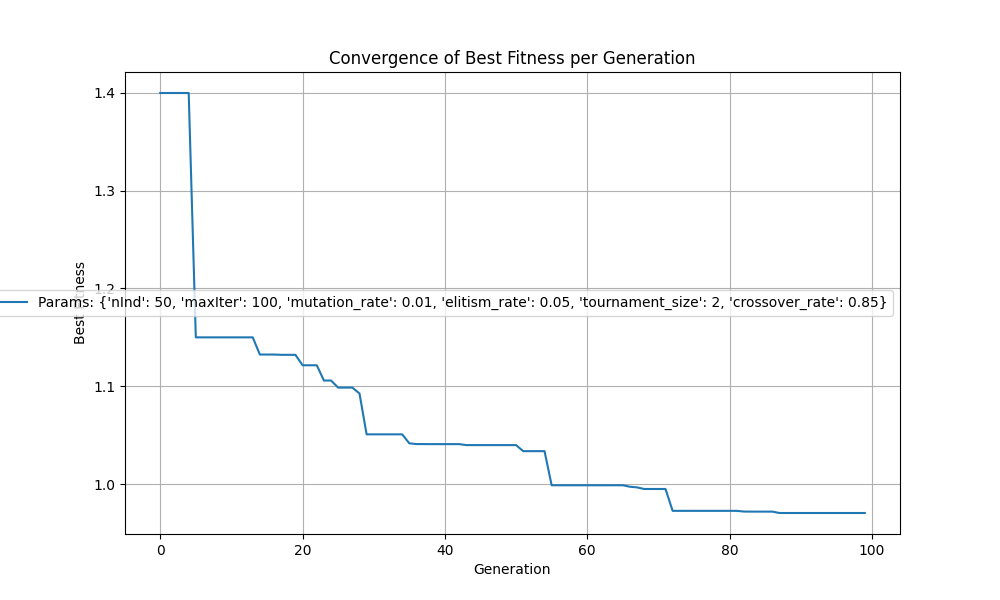 Convergence of Best Fitness per Generation
1.4
1.3
1.2
1.1
1.0
Best
ness
Params: {'nInd': 50, 'maxIter': 100, 'mutation_rate': 0.01, 'elitism_rate': 0.05, 'tournament_size': 2, 'crossover_rate': 0.85}
0
20
40
60
80
100
Generation